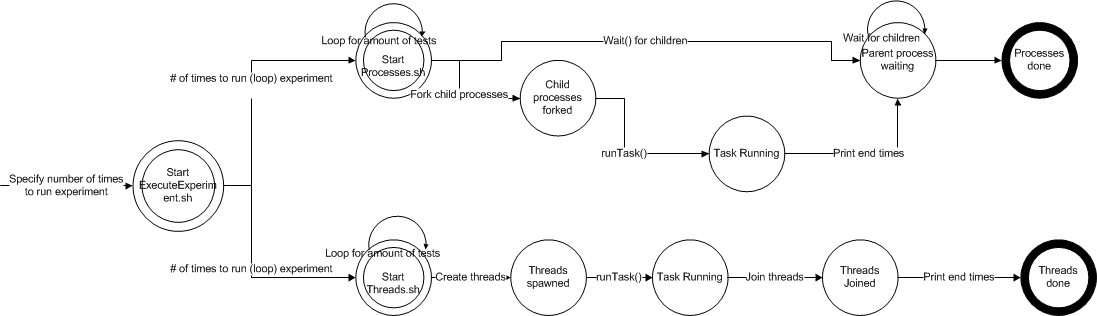 Specify number of times
to run experiment
Start
ExecuteExperim
ent.sh
# of times to run (loop) experiment
Loop for amount of tests
Start
Processes.sh
Wait() for children
Fork child processes
Child
processes
forked
runTask()
Task Running
Print end times
Wait for children
Parent process
waiting
Processes
done
# of times to run (loop) experiment
Loop for amount of tests
Start
Threads.sh
Create threads
Threads
spawned
runTask()
Task Running
Join threads
Threads
Joined
Print end times
Threads
done